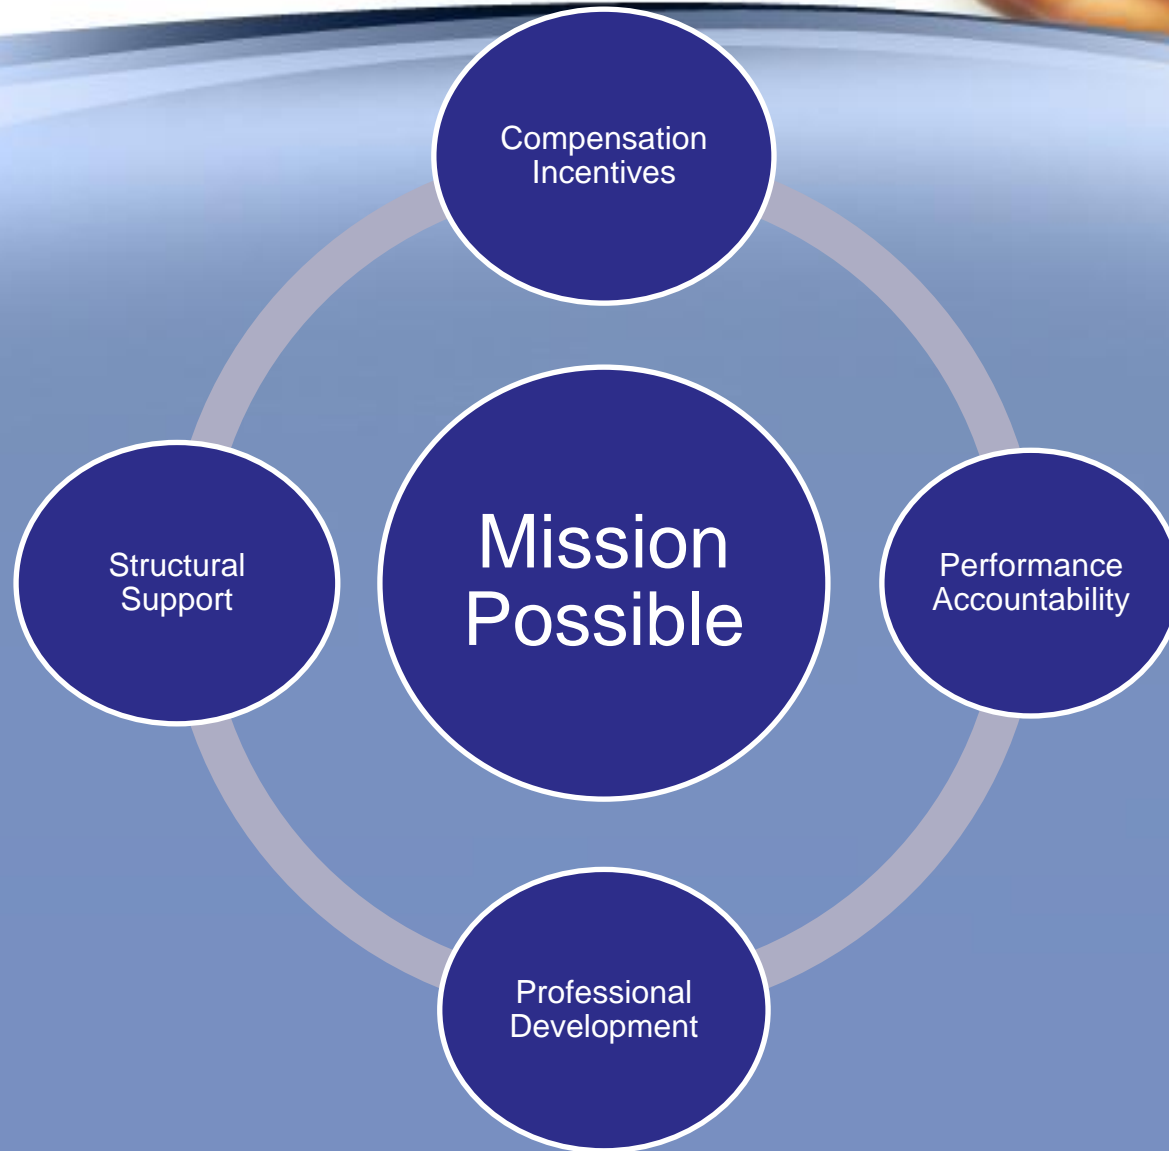 Compensation
Incentives
Mission
Possible
Structural
Support
Performance
Accountability
Professional
Development